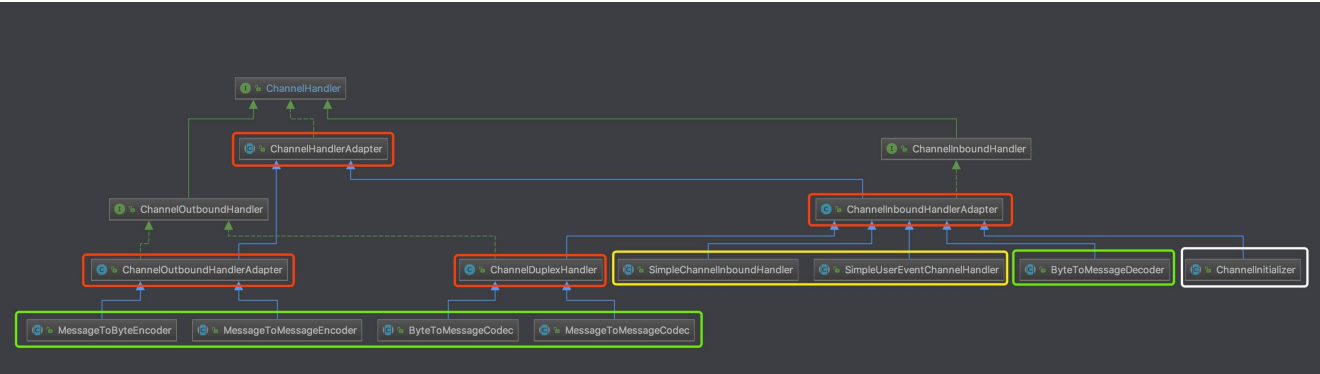 ChannelHandler
ChannelHandlerAdapter
ChannelInboundHandler
ChannelOutboundHandler
ChannelInboundHandlerAdapter
ChannelOutboundHandlerAdapter
ChannelDuplexHandler
SimpleChannelInboundHandler
SimpleUserEventChannelHandler
ByteToMessageDecoder
ChannelInitializer
MessageToByteEncoder
MessageToMessageEncoder
ByteToMessageCodec
MessageToMessageCodec